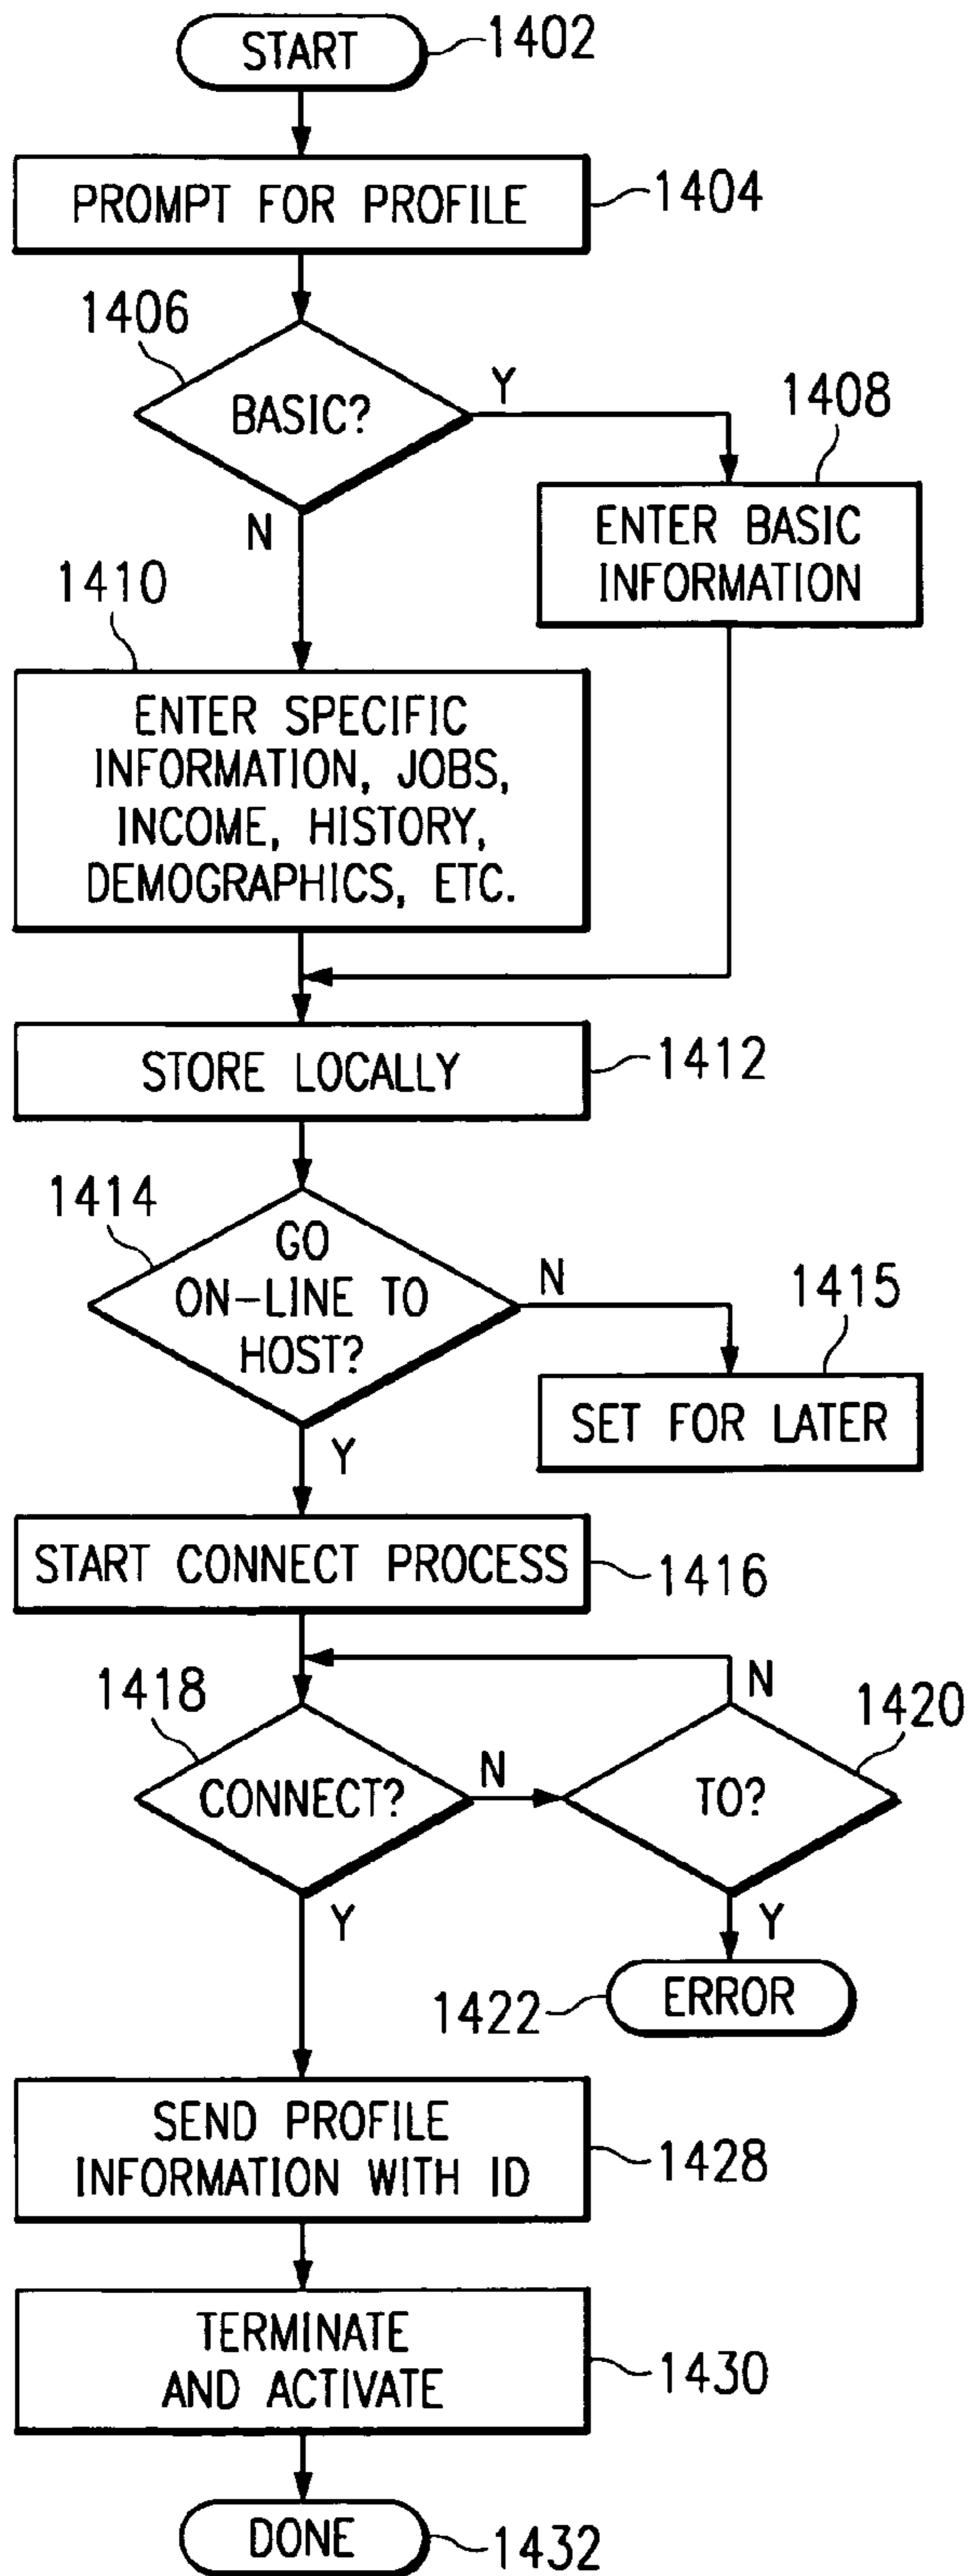 START
1402
PROMPT FOR PROFILE
1404
1406
BASIC?
Y
N
1408
ENTER BASIC
INFORMATION
1410
ENTER SPECIFIC
INFORMATION, JOBS,
INCOME, HISTORY,
DEMOGRAPHICS, ETC.
STORE LOCALLY
1412
1414
GO
ON-LINE TO
HOST?
N
Y
1415
SET FOR LATER
START CONNECT PROCESS
1416
1418
CONNECT?
N
Y
1420
TO?
N
Y
1422
ERROR
SEND PROFILE
INFORMATION WITH ID
1428
TERMINATE
AND ACTIVATE
1430
DONE
1432